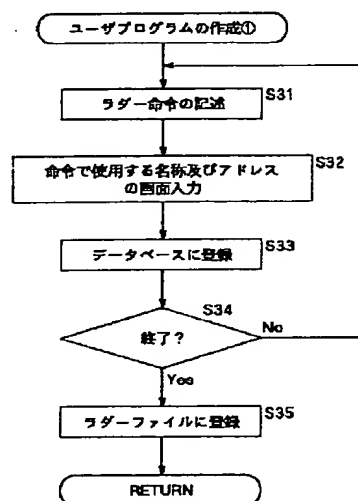 ユーザプログラムの作成①
ラダー命令の記述
S31
命令で使用する名称及びアドレス
の画面入力
S32
データベースに登録
S33
S34
終了?
No
Yes
ラダーファイルに登録
S35
RETURN